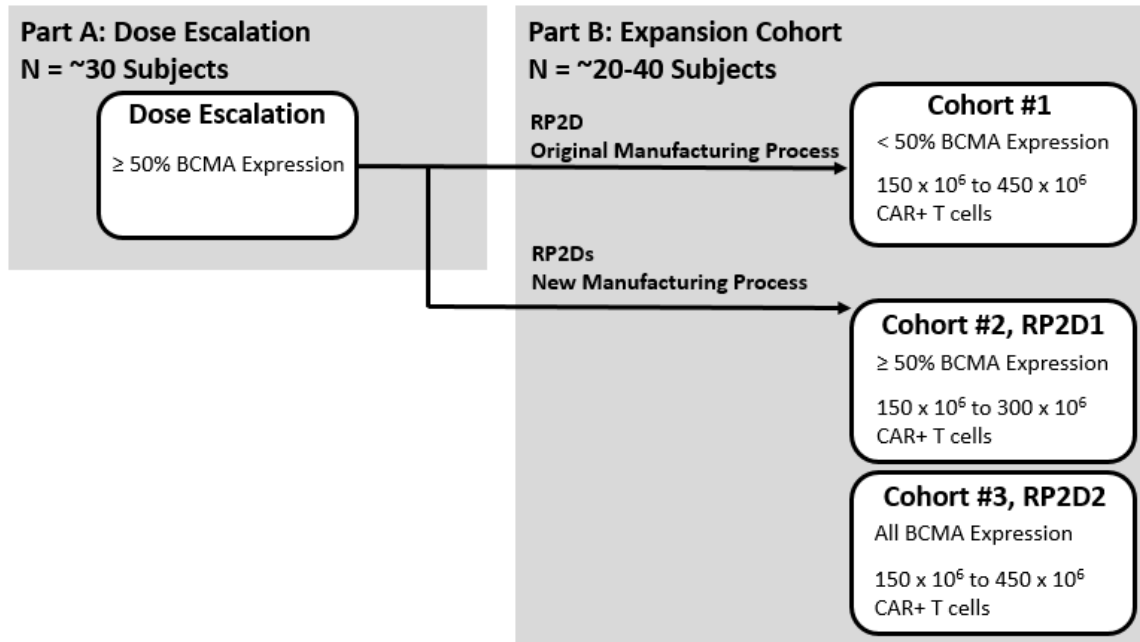 Part A: Dose Escalation
N = ~30 Subjects
Dose Escalation
≥ 50% BCMA Expression
Part B: Expansion Cohort
N = ~20-40 Subjects
RP2D
Original Manufacturing Process
Cohort #1
< 50% BCMA Expression
150 x 10⁶ to 450 x 10⁶
CAR+ T cells
RP2Ds
New Manufacturing Process
Cohort #2, RP2D1
≥ 50% BCMA Expression
150 x 10⁶ to 300 x 10⁶
CAR+ T cells
Cohort #3, RP2D2
All BCMA Expression
150 x 10⁶ to 450 x 10⁶
CAR+ T cells